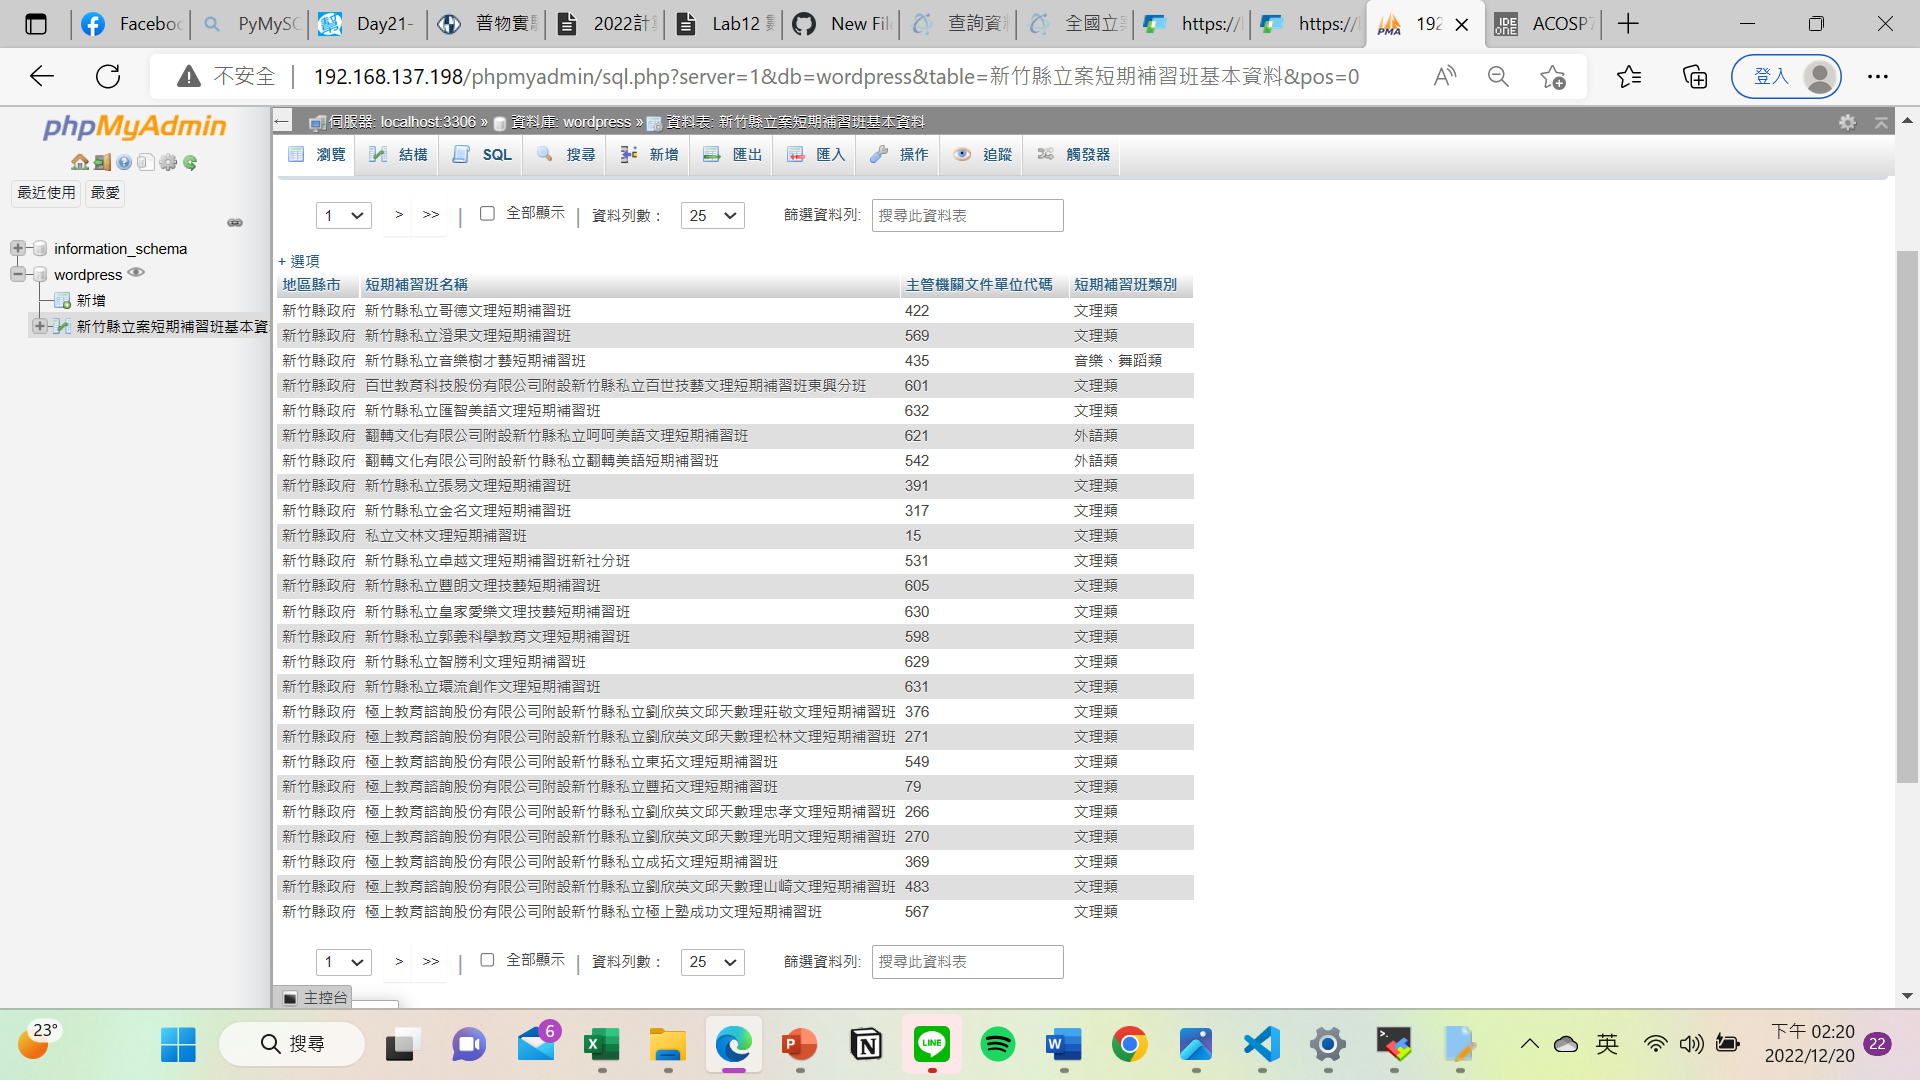 Facebook
PyMySQ
Day21-
普物實
2022計
Lab12
New File
查詢資
全國立
https://
https://
192
ACOSP7
不安全
192.168.137.198/phpmyadmin/sql.php?server=1&db=wordpress&table=新竹縣立案短期補習班基本資料&pos=0
登入
phpMyAdmin
最近使用 最愛
information_schema
wordpress
新增
新竹縣立案短期補習班基本資
伺服器: localhost:3306 » 資料庫: wordpress » 資料表: 新竹縣立案短期補習班基本資料
瀏覽 結構 SQL 搜尋 新增 匯出 匯入 操作 追蹤 觸發器
1 > >> | 全部顯示 | 資料列數： 25 篩選資料列: 搜尋此資料表
+ 選項
地區縣市 短期補習班名稱 主管機關文件單位代碼 短期補習班類別
新竹縣政府 新竹縣私立哥德文理短期補習班 422 文理類
新竹縣政府 新竹縣私立澄果文理短期補習班 569 文理類
新竹縣政府 新竹縣私立音樂樹才藝短期補習班 435 音樂、舞蹈類
新竹縣政府 百世教育科技股份有限公司附設新竹縣私立百世技藝文理短期補習班東興分班 601 文理類
新竹縣政府 新竹縣私立匯智美語文理短期補習班 632 文理類
新竹縣政府 翻轉文化有限公司附設新竹縣私立呵呵美語文理短期補習班 621 外語類
新竹縣政府 翻轉文化有限公司附設新竹縣私立翻轉美語短期補習班 542 外語類
新竹縣政府 新竹縣私立張易文理短期補習班 391 文理類
新竹縣政府 新竹縣私立金名文理短期補習班 317 文理類
新竹縣政府 私立文林文理短期補習班 15 文理類
新竹縣政府 新竹縣私立卓越文理短期補習班新社分班 531 文理類
新竹縣政府 新竹縣私立豐朗文理技藝短期補習班 605 文理類
新竹縣政府 新竹縣私立皇家愛樂文理技藝短期補習班 630 文理類
新竹縣政府 新竹縣私立郭義科學教育文理短期補習班 598 文理類
新竹縣政府 新竹縣私立智勝利文理短期補習班 629 文理類
新竹縣政府 新竹縣私立環流創作文理短期補習班 631 文理類
新竹縣政府 極上教育諮詢股份有限公司附設新竹縣私立劉欣英文邱天數理莊敬文理短期補習班 376 文理類
新竹縣政府 極上教育諮詢股份有限公司附設新竹縣私立劉欣英文邱天數理松林文理短期補習班 271 文理類
新竹縣政府 極上教育諮詢股份有限公司附設新竹縣私立東拓文理短期補習班 549 文理類
新竹縣政府 極上教育諮詢股份有限公司附設新竹縣私立豐拓文理短期補習班 79 文理類
新竹縣政府 極上教育諮詢股份有限公司附設新竹縣私立劉欣英文邱天數理忠孝文理短期補習班 266 文理類
新竹縣政府 極上教育諮詢股份有限公司附設新竹縣私立劉欣英文邱天數理光明文理短期補習班 270 文理類
新竹縣政府 極上教育諮詢股份有限公司附設新竹縣私立成拓文理短期補習班 369 文理類
新竹縣政府 極上教育諮詢股份有限公司附設新竹縣私立劉欣英文邱天數理山崎文理短期補習班 483 文理類
新竹縣政府 極上教育諮詢股份有限公司附設新竹縣私立極上塾成功文理短期補習班 567 文理類
1 > >> | 全部顯示 | 資料列數： 25 篩選資料列: 搜尋此資料表
主控台
23°
搜尋
6
英
下午 02:20
2022/12/20
22